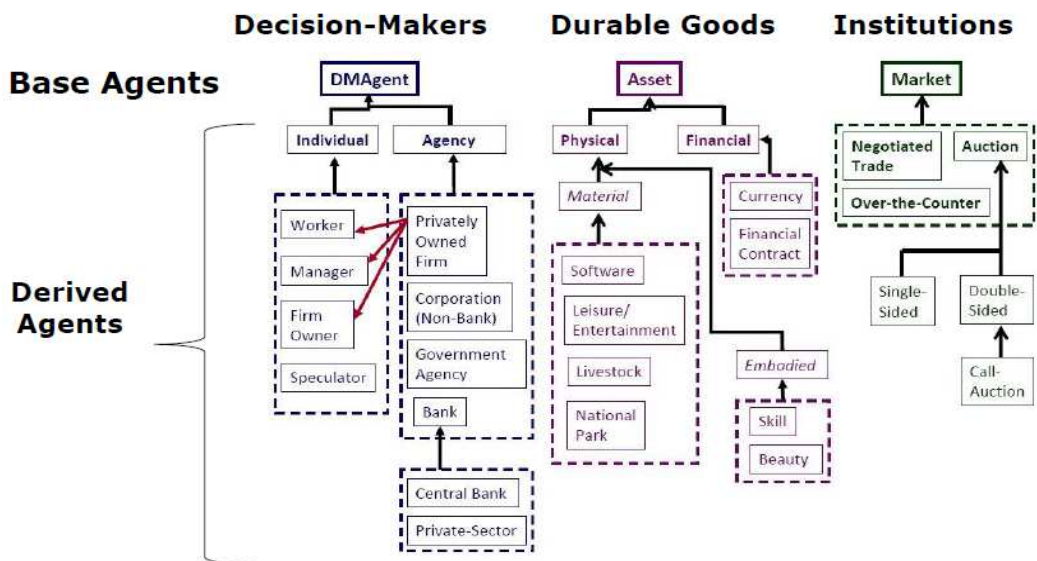 Decision-Makers Durable Goods Institutions
Base Agents
DMAgent
Asset
Market
Individual
Agency
Physical
Financial
Negotiated
Trade
Auction
Over-the-Counter
Worker
Manager
Firm
Owner
Speculator
Privately
Owned
Firm
Corporation
(Non-Bank)
Government
Agency
Bank
Central Bank
Private-Sector
Material
Software
Leisure/
Entertainment
Livestock
National
Park
Currency
Financial
Contract
Embodied
Skill
Beauty
Single-
Sided
Double-
Sided
Call-
Auction
Derived
Agents